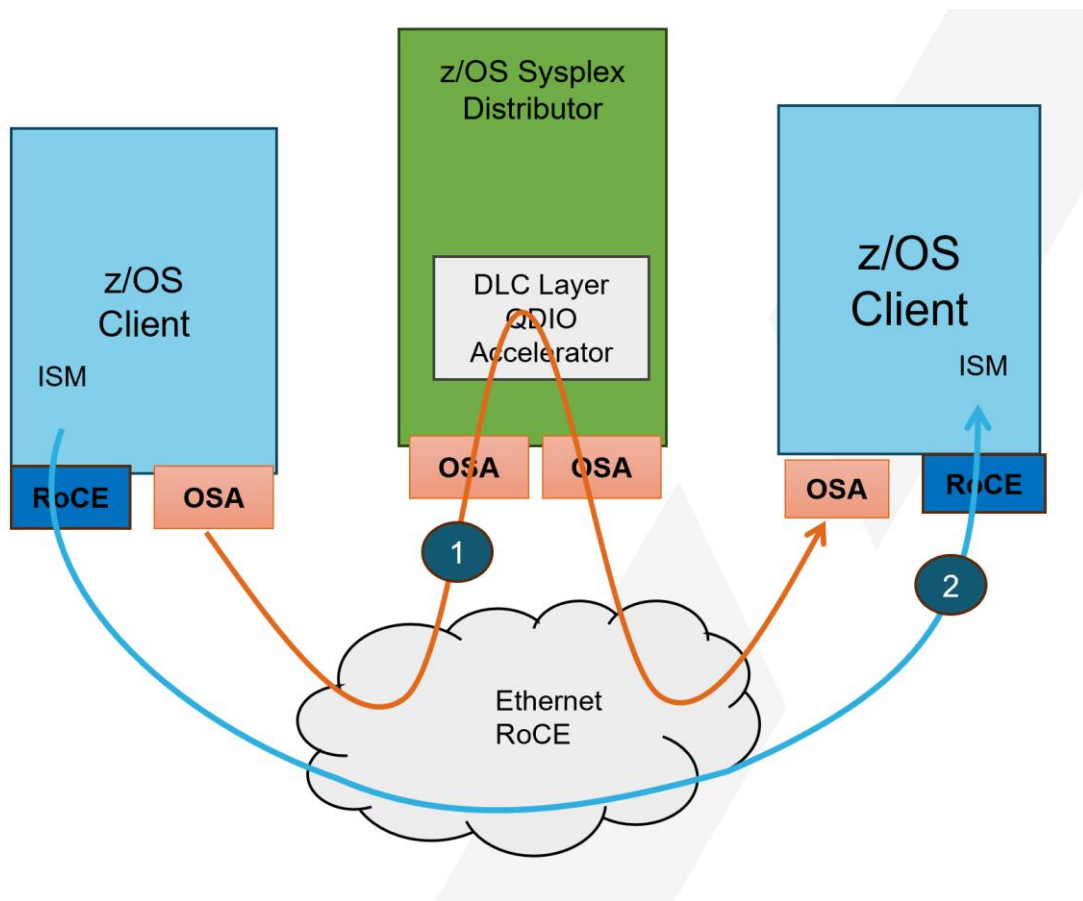 z/OS Sysplex
Distributor
DLC Layer
QDIO
Accelerator
OSA
OSA
z/OS
Client
ISM
RoCE
OSA
z/OS
Client
ISM
OSA
RoCE
1
2
Ethernet
RoCE